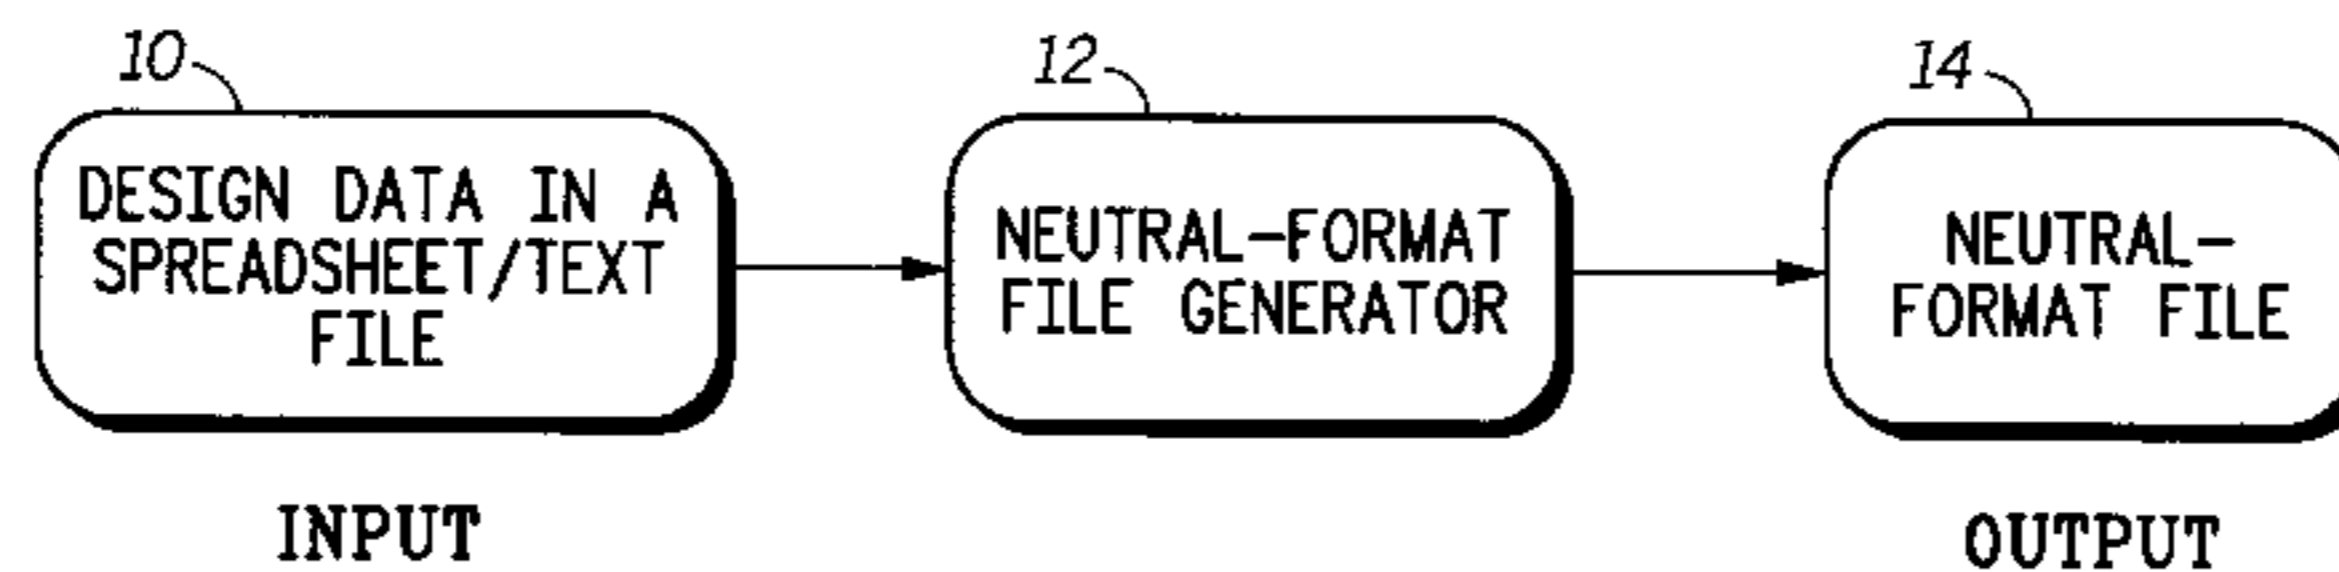 10
DESIGN DATA IN A
SPREADSHEET/TEXT
FILE
INPUT
12
NEUTRAL-FORMAT
FILE GENERATOR
14
NEUTRAL-
FORMAT FILE
OUTPUT